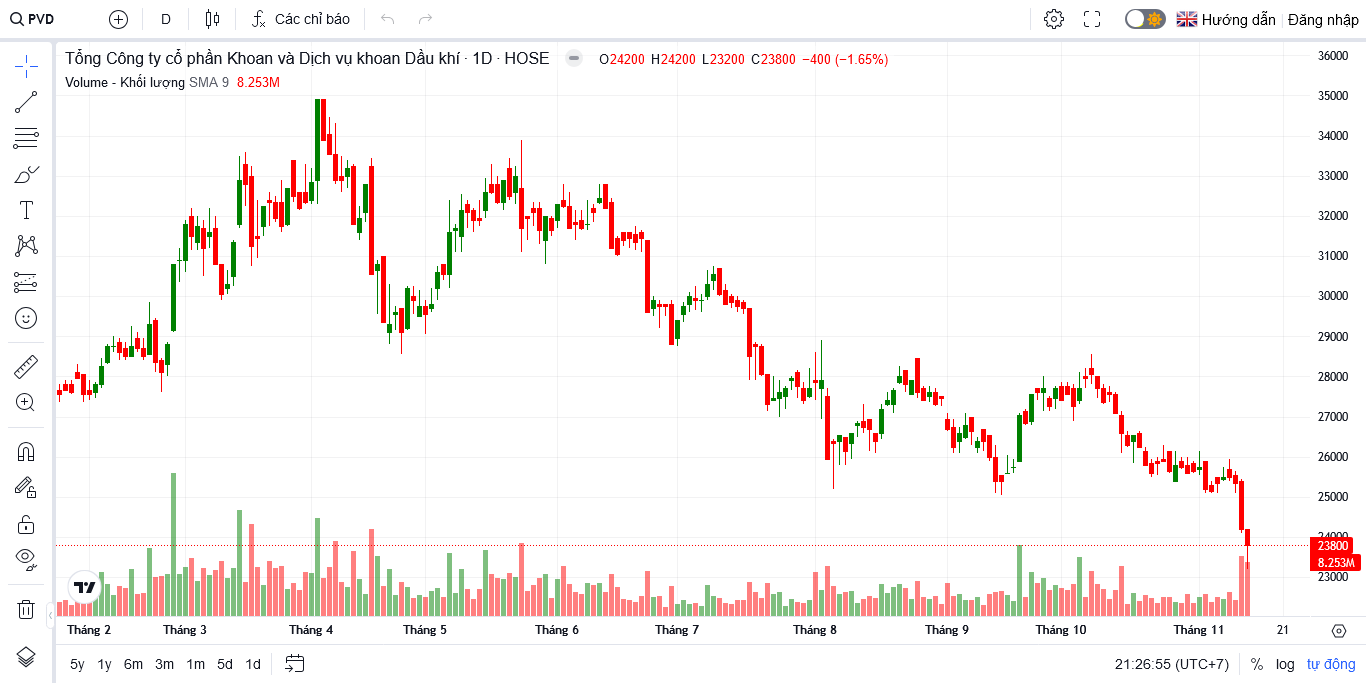 PVD D Các chỉ báo Hướng dẫn Đăng nhập
Tổng Công ty cổ phần Khoan và Dịch vụ khoan Dầu khí · 1D · HOSE O24200 H24200 L23200 C23800 −400 (−1.65%)
Volume - Khối lượng SMA 9 8.253M
36000
35000
34000
33000
32000
31000
30000
29000
28000
27000
26000
25000
24000
23800
8.253M
23000
Tháng 2 Tháng 3 Tháng 4 Tháng 5 Tháng 6 Tháng 7 Tháng 8 Tháng 9 Tháng 10 Tháng 11 21
5y 1y 6m 3m 1m 5d 1d 21:26:55 (UTC+7) % log tự động